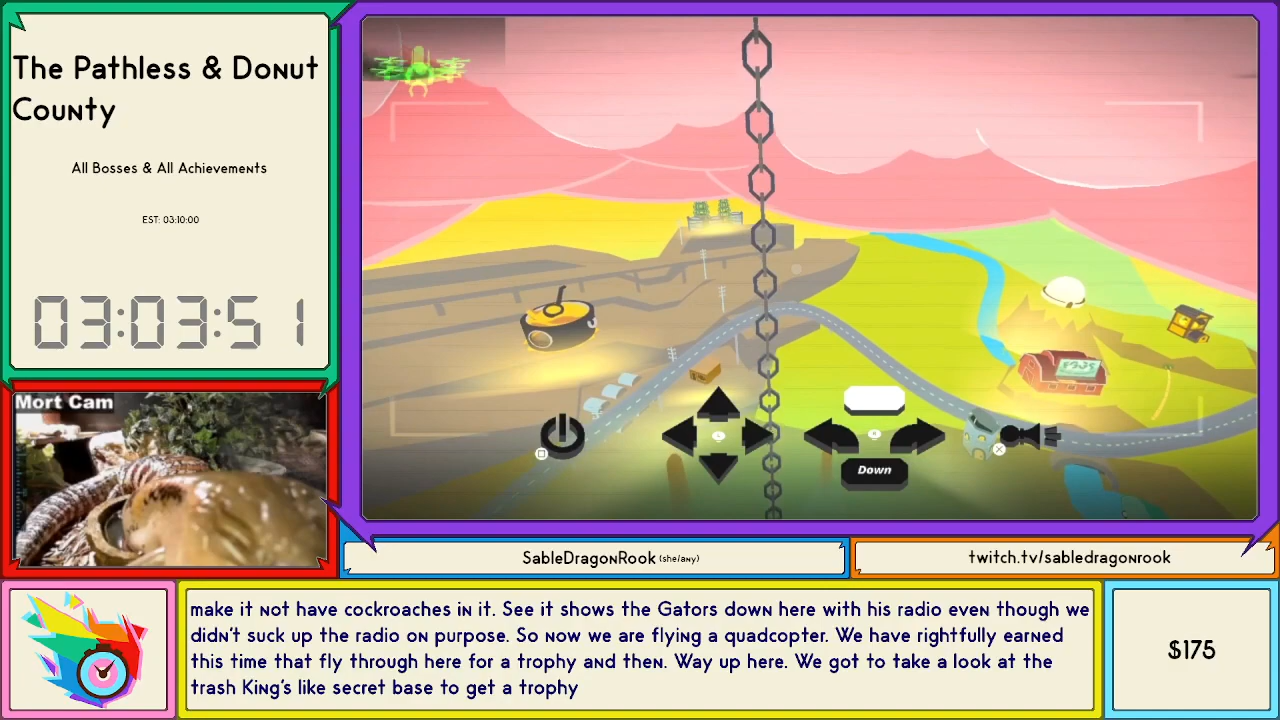 The Pathless & Donut
County
All Bosses & All Achievements
EST: 03:10:00
03:03:51
Mort Cam
Down
SableDragonRook (she/any)
twitch.tv/sabledragonrook
make it not have cockroaches in it. See it shows the Gators down here with his radio even though we
didn't suck up the radio on purpose. So now we are flying a quadcopter. We have rightfully earned
this time that fly through here for a trophy and then. Way up here. We got to take a look at the
trash King's like secret base to get a trophy
$175